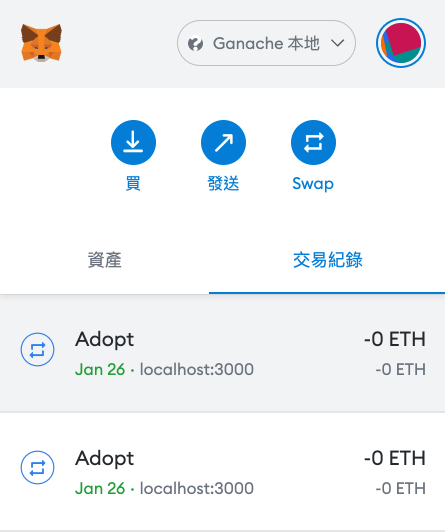 Ganache 本地
買
發送
Swap
資產
交易紀錄
Adopt
-0 ETH
Jan 26 · localhost:3000
-0 ETH
Adopt
-0 ETH
Jan 26 · localhost:3000
-0 ETH